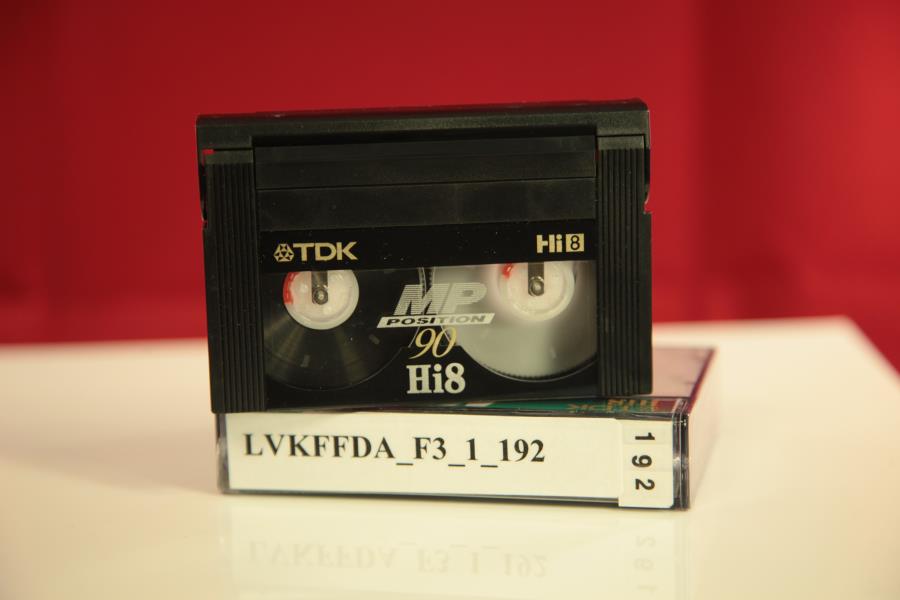 TDK
Hi8
MP
POSITION
90
Hi8
LVKFFDA_F3_1_192
192